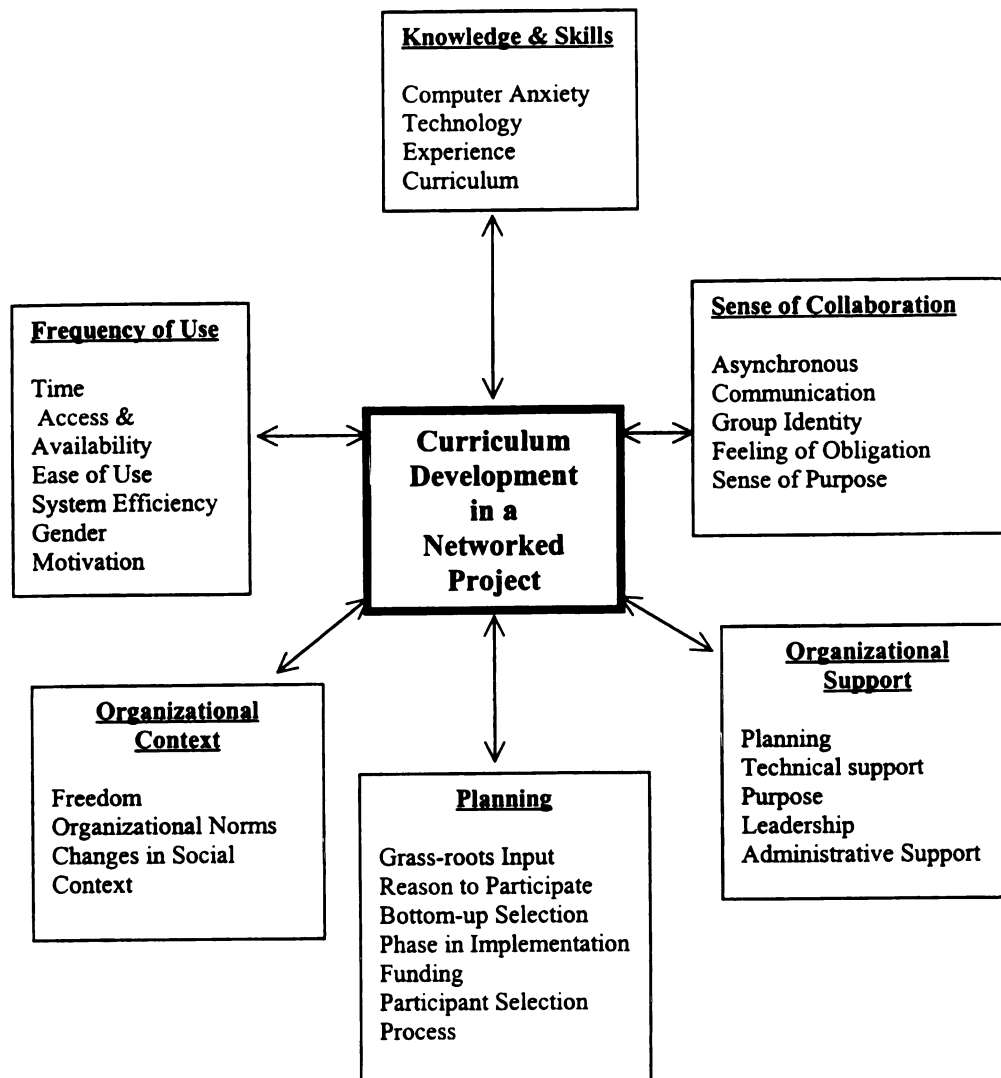 Knowledge & Skills
Computer Anxiety
Technology
Experience
Curriculum
Frequency of Use
Time
Access &
Availability
Ease of Use
System Efficiency
Gender
Motivation
Sense of Collaboration
Asynchronous
Communication
Group Identity
Feeling of Obligation
Sense of Purpose
Curriculum
Development
in a
Networked
Project
Organizational
Context
Freedom
Organizational Norms
Changes in Social
Context
Planning
Grass-roots Input
Reason to Participate
Bottom-up Selection
Phase in Implementation
Funding
Participant Selection
Process
Organizational
Support
Planning
Technical support
Purpose
Leadership
Administrative Support